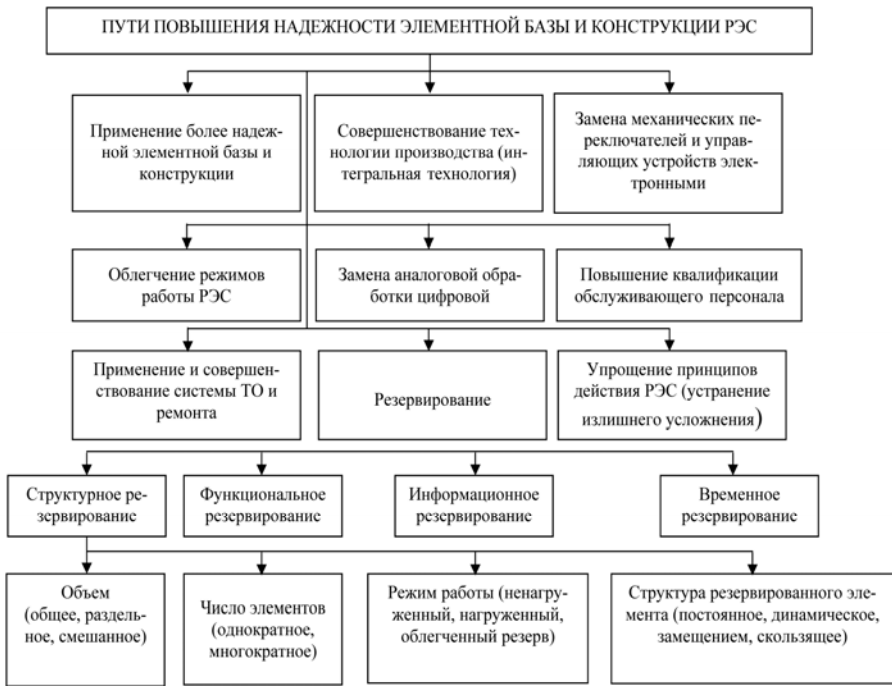 ПУТИ ПОВЫШЕНИЯ НАДЕЖНОСТИ ЭЛЕМЕНТНОЙ БАЗЫ И КОНСТРУКЦИИ РЭС
Применение более надеж-
ной элементной базы и
конструкции
Совершенствование тех-
нологии производства (ин-
тегральная технология)
Замена механических пе-
реключателей и управ-
ляющих устройств элек-
тронными
Облегчение режимов
работы РЭС
Замена аналоговой обра-
ботки цифровой
Повышение квалификации
обслуживающего персонала
Применение и совершен-
ствование системы ТО и
ремонта
Резервирование
Упрощение принципов
действия РЭС (устранение
излишнего усложнения)
Структурное ре-
зервирование
Функциональное
резервирование
Информационное
резервирование
Временное
резервирование
Объем
(общее, раздель-
ное, смешанное)
Число элементов
(однократное,
многократное)
Режим работы (ненагру-
женный, нагруженный,
облегченный резерв)
Структура резервированного эле-
мента (постоянное, динамическое,
замещением, скользящее)